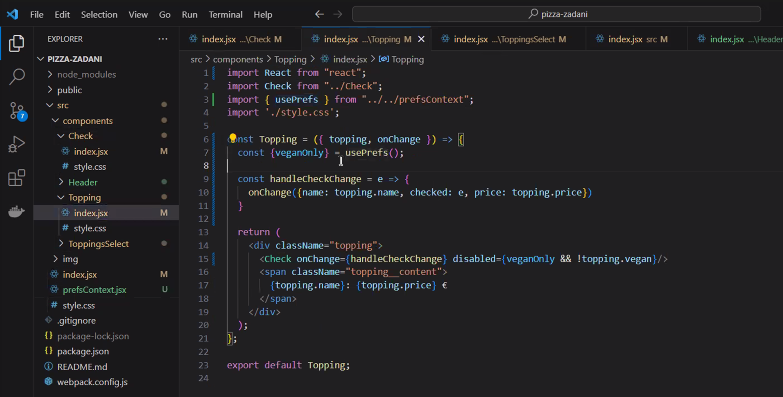 File Edit Selection View Go Run Terminal Help
pizza-zadani
EXPLORER
index.jsx ...\Check M
index.jsx ...\Topping M
index.jsx ...\ToppingsSelect M
index.jsx src M
index.jsx ...\Header
PIZZA-ZADANI
node_modules
public
src
components
Check
index.jsx M
style.css
Header
Topping
index.jsx M
style.css
ToppingsSelect
img
index.jsx M
prefsContext.jsx U
style.css
.gitignore
package-lock.json
package.json
README.md
webpack.config.js
7
src > components > Topping > index.jsx > Topping
1 import React from "react";
2 import Check from "../Check";
3 import { usePrefs } from "../../prefsContext";
4 import './style.css';
5
6 const Topping = ({ topping, onChange }) => {
7 const {veganOnly} = usePrefs();
8
9 const handleCheckChange = e => {
10 onChange({name: topping.name, checked: e, price: topping.price})
11 }
12
13 return (
14 <div className="topping">
15 <Check onChange={handleCheckChange} disabled={veganOnly && !topping.vegan}/>
16 <span className="topping__content">
17 {topping.name}: {topping.price} €
18 </span>
19 </div>
20 );
21 };
22
23 export default Topping;
24